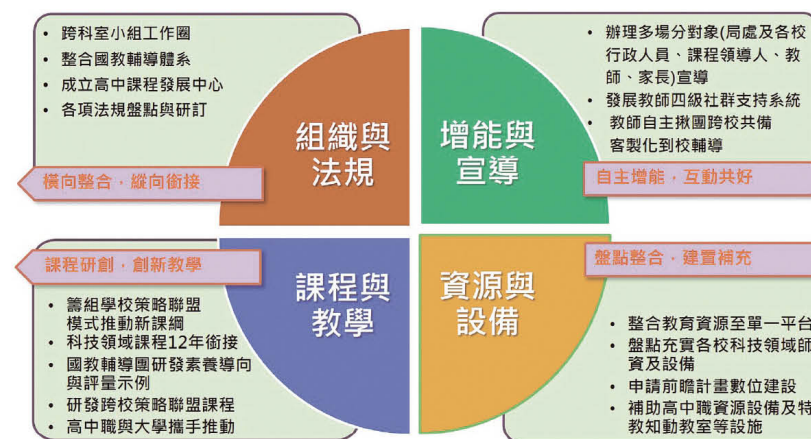 • 跨科室小組工作圈
• 整合國教輔導體系
• 成立高中課程發展中心
• 各項法規盤點與研訂
橫向整合，縱向銜接
組織與
法規
增能與
宣導
• 辦理多場分對象(局處及各校
行政人員、課程領導人、教
師、家長)宣導
• 發展教師四級社群支持系統
• 教師自主揪團跨校共備
客製化到校輔導
自主增能，互動共好
課程研創，創新教學
• 籌組學校策略聯盟
模式推動新課綱
• 科技領域課程12年銜接
• 國教輔導團研發素養導向
與評量示例
• 研發跨校策略聯盟課程
• 高中職與大學攜手推動
課程與
教學
資源與
設備
盤點整合，建置補充
• 整合教育資源至單一平台
• 盤點充實各校科技領域師
資及設備
• 申請前瞻計畫數位建設
• 補助高中職資源設備及特
教知動教室等設施